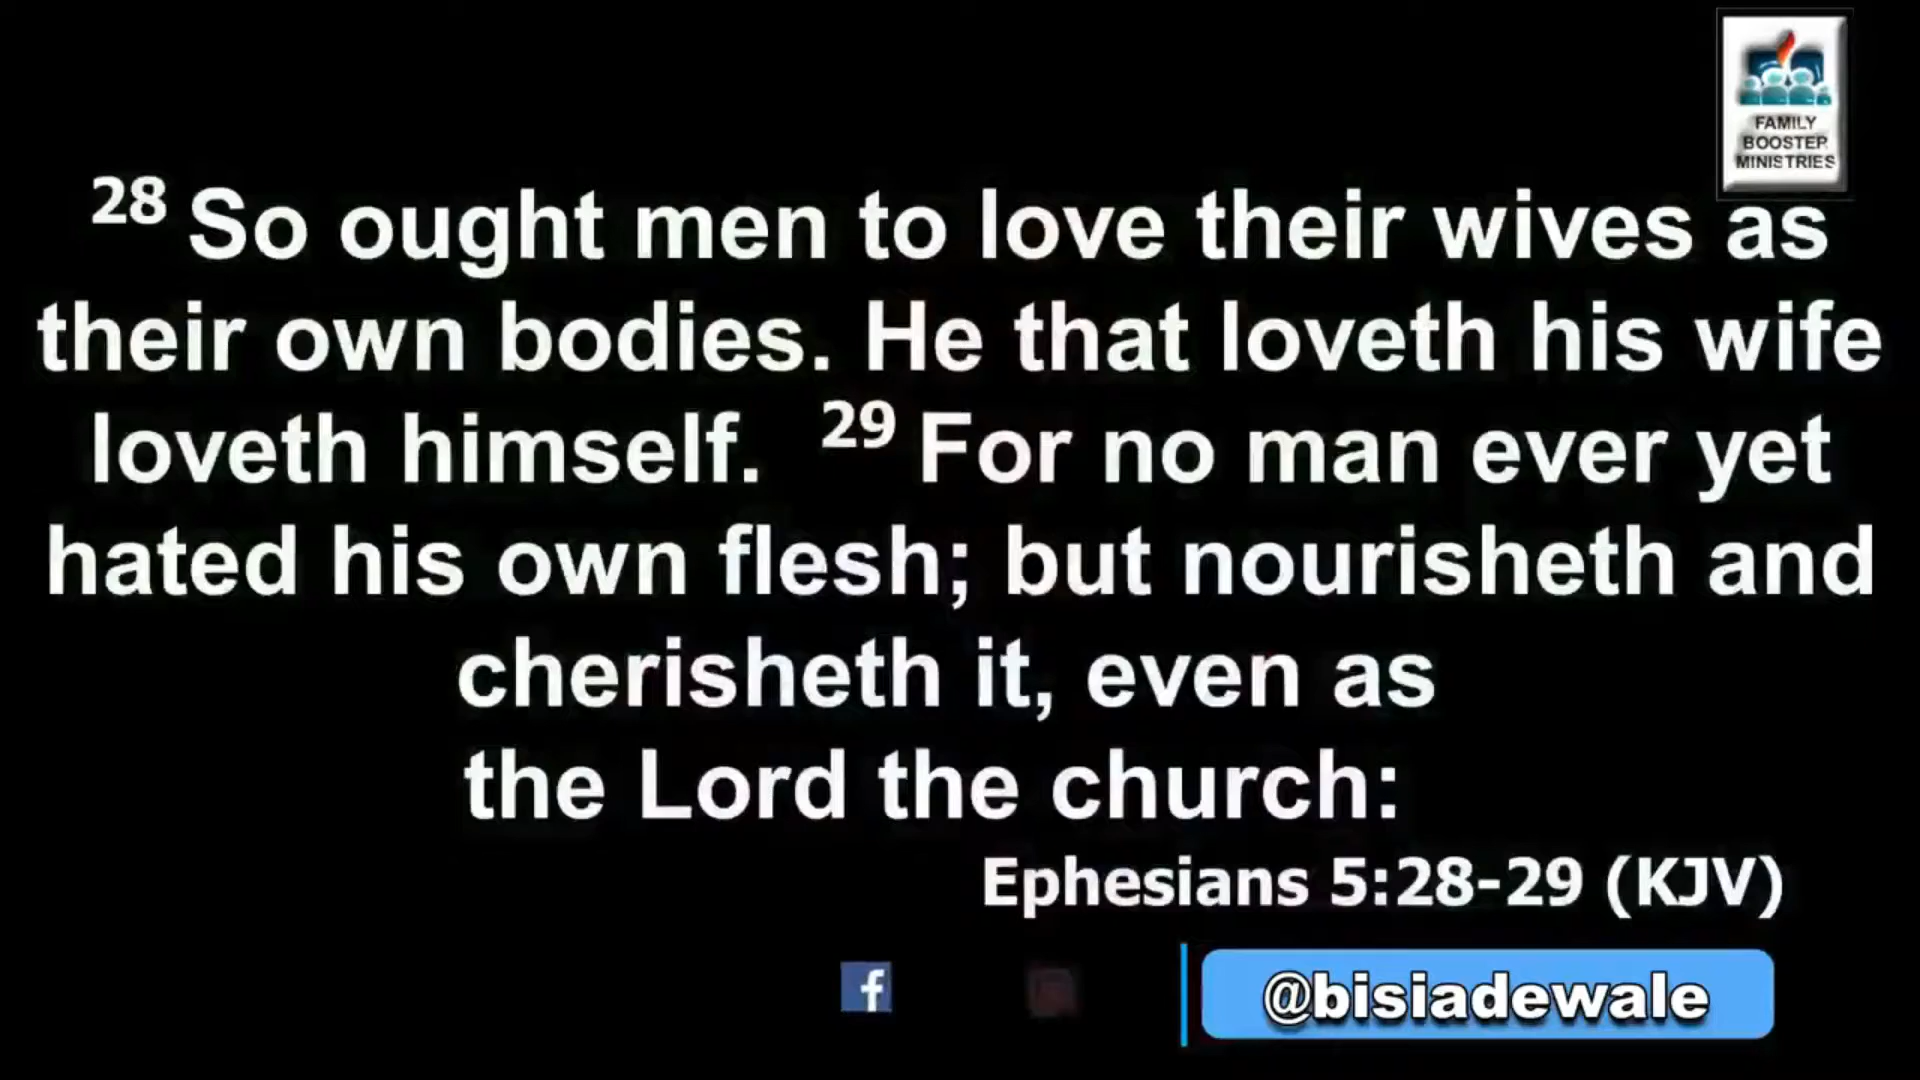 FAMILY
BOOSTER
MINISTRIES
28 So ought men to love their wives as
their own bodies. He that loveth his wife
loveth himself. 29 For no man ever yet
hated his own flesh; but nourisheth and
cherisheth it, even as
the Lord the church:
Ephesians 5:28-29 (KJV)
f
@bisiadewale